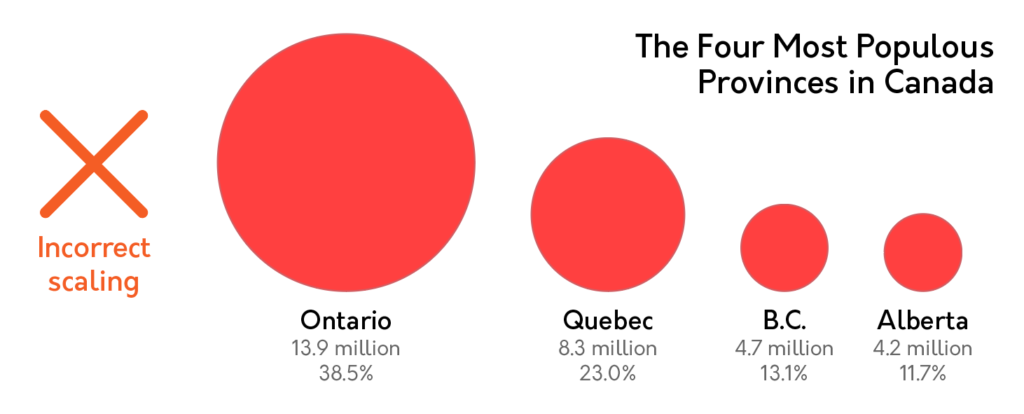 The Four Most Populous
Provinces in Canada
Incorrect
scaling
Ontario
13.9 million
38.5%
Quebec
8.3 million
23.0%
B.C.
4.7 million
13.1%
Alberta
4.2 million
11.7%